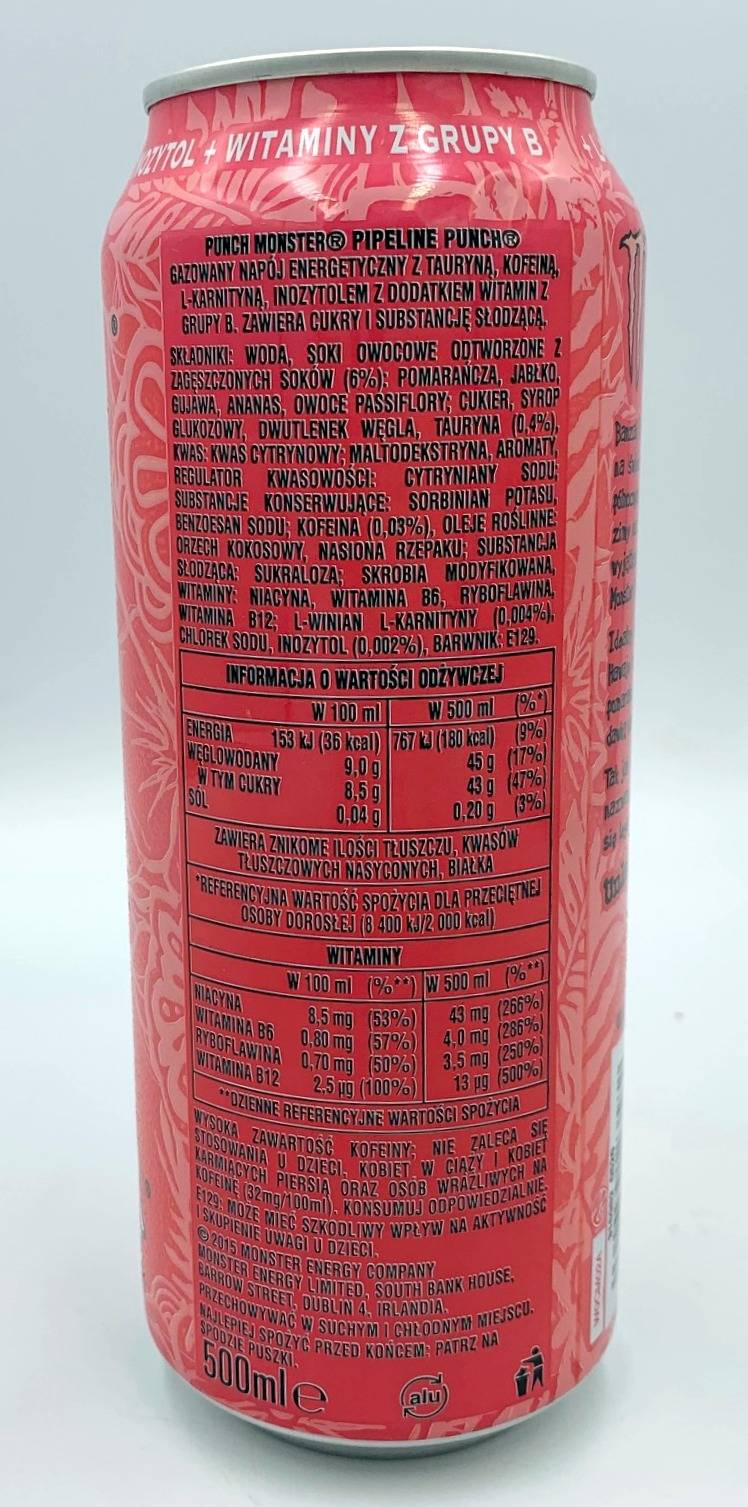 OZYTOL + WITAMINY Z GRUPY B
PUNCH MONSTER® PIPELINE PUNCH®
GAZOWANY NAPÓJ ENERGETYCZNY Z TAURYNĄ, KOFEINĄ,
L-KARNITYNĄ, INOZYTOLEM Z DODATKIEM WITAMIN Z
GRUPY B. ZAWIERA CUKRY I SUBSTANCJĘ SŁODZĄCĄ.
SKŁADNIKI: WODA, SOKI OWOCOWE ODTWORZONE Z
ZAGĘSZCZONYCH SOKÓW (6%): POMARAŃCZA, JABŁKO,
GUJAWA, ANANAS, OWOCE PASSIFLORY; CUKIER, SYROP
GLUKOZOWY, DWUTLENEK WĘGLA, TAURYNA (0,4%),
KWAS: KWAS CYTRYNOWY; MALTODEKSTRYNA, AROMATY,
REGULATOR KWASOWOŚCI: CYTRYNIANY SODU;
SUBSTANCJE KONSERWUJĄCE: SORBINIAN POTASU,
BENZOESAN SODU; KOFEINA (0,03%), OLEJE ROŚLINNE:
ORZECH KOKOSOWY, NASIONA RZEPAKU; SUBSTANCJA
SŁODZĄCA: SUKRALOZA; SKROBIA MODYFIKOWANA,
WITAMINY: NIACYNA, WITAMINA B6, RYBOFLAWINA,
WITAMINA B12; L-WINIAN L-KARNITYNY (0,004%),
CHLOREK SODU, INOZYTOL (0,002%), BARWNIK: E129.
INFORMACJA O WARTOŚCI ODŻYWCZEJ
W 100 ml W 500 ml (%*)
ENERGIA 153 kJ (36 kcal) 767 kJ (180 kcal) (9%)
WĘGLOWODANY 9,0 g 45 g (17%)
W TYM CUKRY 8,5 g 43 g (47%)
SÓL 0,04 g 0,20 g (3%)
ZAWIERA ZNIKOME ILOŚCI TŁUSZCZU, KWASÓW
TŁUSZCZOWYCH NASYCONYCH, BIAŁKA
*REFERENCYJNA WARTOŚĆ SPOŻYCIA DLA PRZECIĘTNEJ
OSOBY DOROSŁEJ (8 400 kJ/2 000 kcal)
WITAMINY
W 100 ml (%**) W 500 ml (%**)
NIACYNA 8,5 mg (53%) 43 mg (266%)
WITAMINA B6 0,80 mg (57%) 4,0 mg (286%)
RYBOFLAWINA 0,70 mg (50%) 3,5 mg (250%)
WITAMINA B12 2,5 µg (100%) 13 µg (500%)
**DZIENNE REFERENCYJNE WARTOŚCI SPOŻYCIA
WYSOKA ZAWARTOŚĆ KOFEINY; NIE ZALECA SIĘ
STOSOWANIA U DZIECI, KOBIET W CIĄŻY I KOBIET
KARMIĄCYCH PIERSIĄ ORAZ OSÓB WRAŻLIWYCH NA
KOFEINĘ (32mg/100ml). KONSUMUJ ODPOWIEDZIALNIE.
E129: MOŻE MIEĆ SZKODLIWY WPŁYW NA AKTYWNOŚĆ
I SKUPIENIE UWAGI U DZIECI.
© 2015 MONSTER ENERGY COMPANY
MONSTER ENERGY LIMITED, SOUTH BANK HOUSE,
BARROW STREET, DUBLIN 4, IRLANDIA.
PRZECHOWYWAĆ W SUCHYM I CHŁODNYM MIEJSCU.
NAJLEPIEJ SPOŻYĆ PRZED KOŃCEM: PATRZ NA
SPODZIE PUSZKI.
500ml e
alu